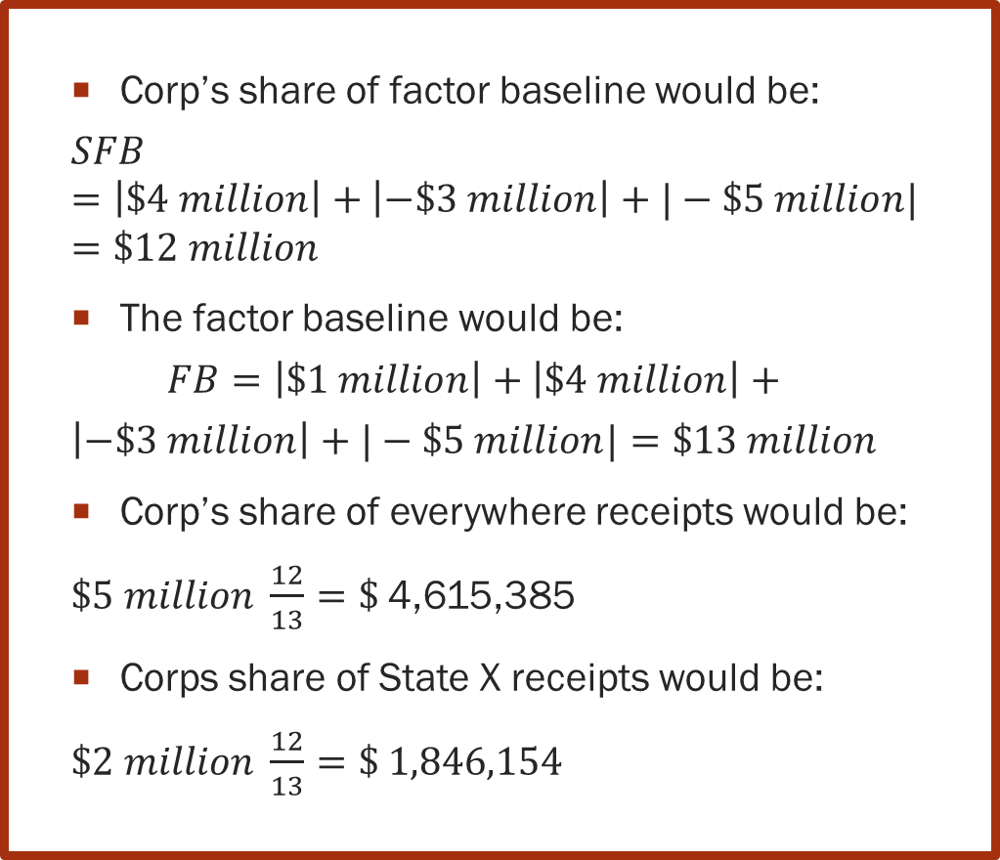 ▪ Corp’s share of factor baseline would be:
SFB
= |$4 million| + |−$3 million| + | − $5 million|
= $12 million
▪ The factor baseline would be:
FB = |$1 million| + |$4 million| +
|−$3 million| + | − $5 million| = $13 million
▪ Corp’s share of everywhere receipts would be:
$5 million 12/13 = $ 4,615,385
▪ Corps share of State X receipts would be:
$2 million 12/13 = $ 1,846,154